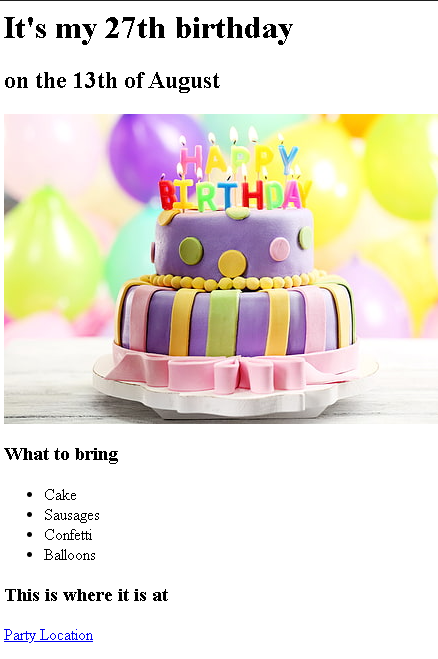 It's my 27th birthday
on the 13th of August
HAPPY
BIRTHDAY
What to bring
Cake
Sausages
Confetti
Balloons
This is where it is at
Party Location